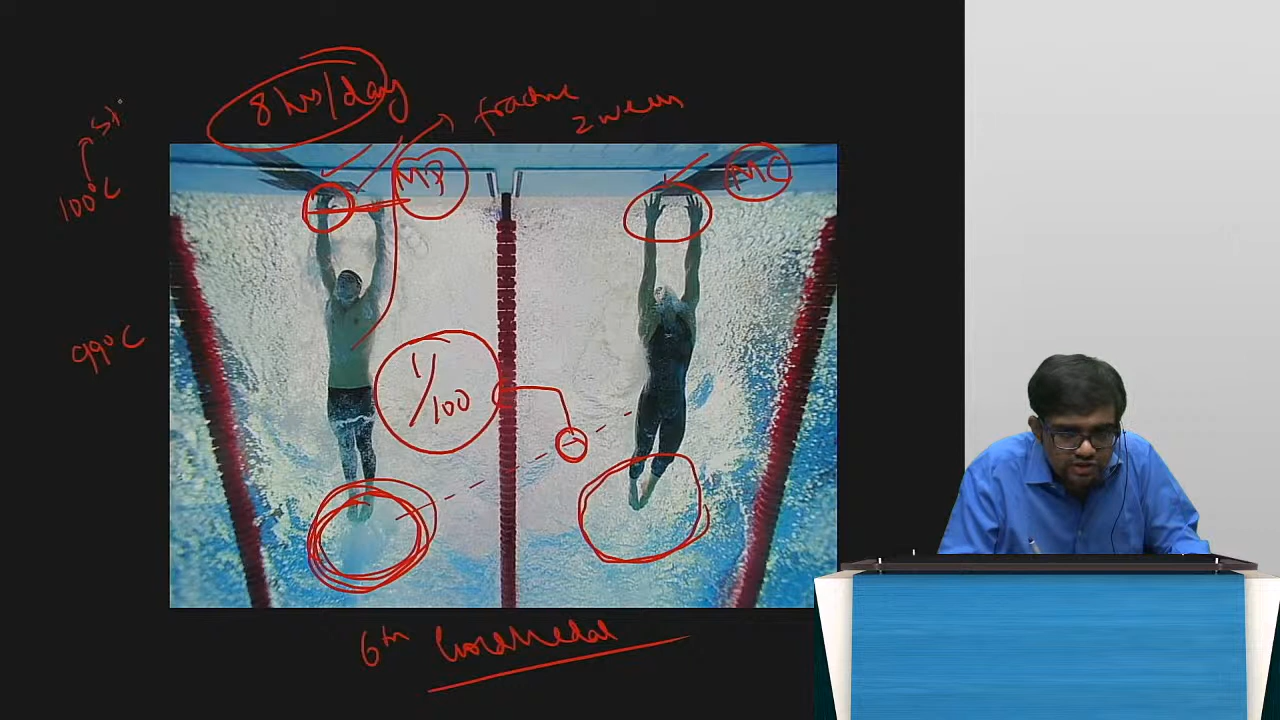 8 hrs/day
fracture
2 weeks
MP
MC
100°C
99°C
1/100
6th Gold Medal